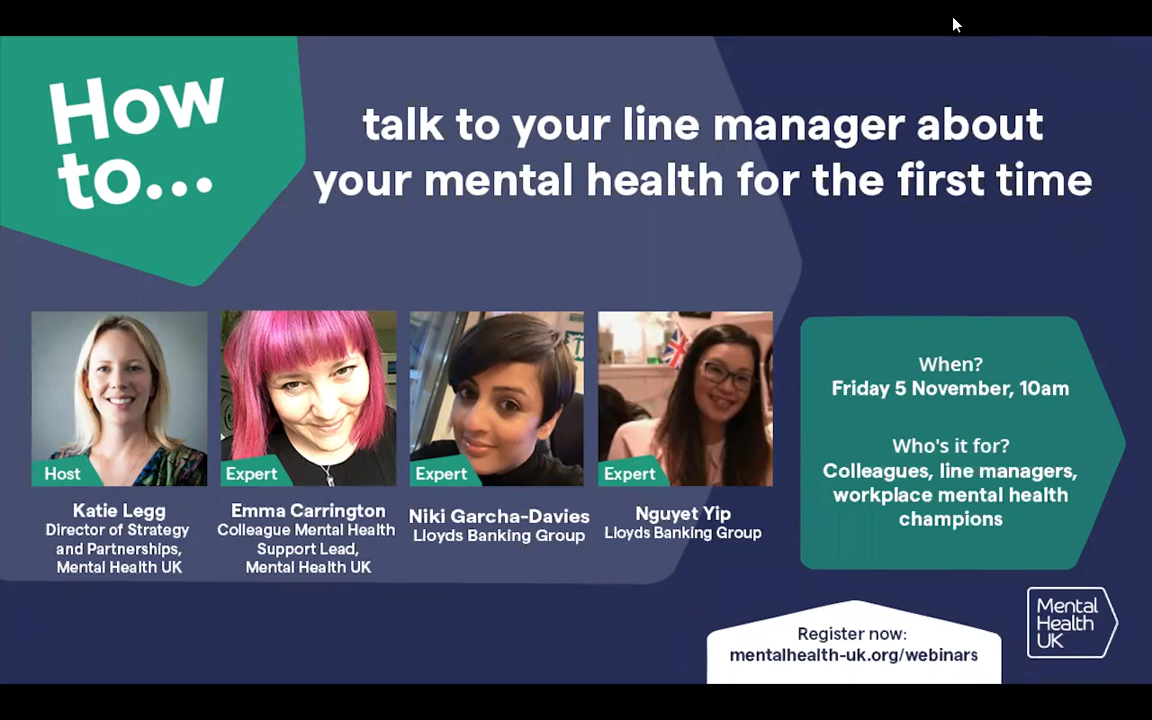 How
to...
talk to your line manager about
your mental health for the first time
Host
Expert
Expert
Expert
Katie Legg
Director of Strategy
and Partnerships,
Mental Health UK
Emma Carrington
Colleague Mental Health
Support Lead,
Mental Health UK
Niki Garcha-Davies
Lloyds Banking Group
Nguyet Yip
Lloyds Banking Group
When?
Friday 5 November, 10am
Who's it for?
Colleagues, line managers,
workplace mental health
champions
Register now:
mentalhealth-uk.org/webinars
Mental
Health
UK